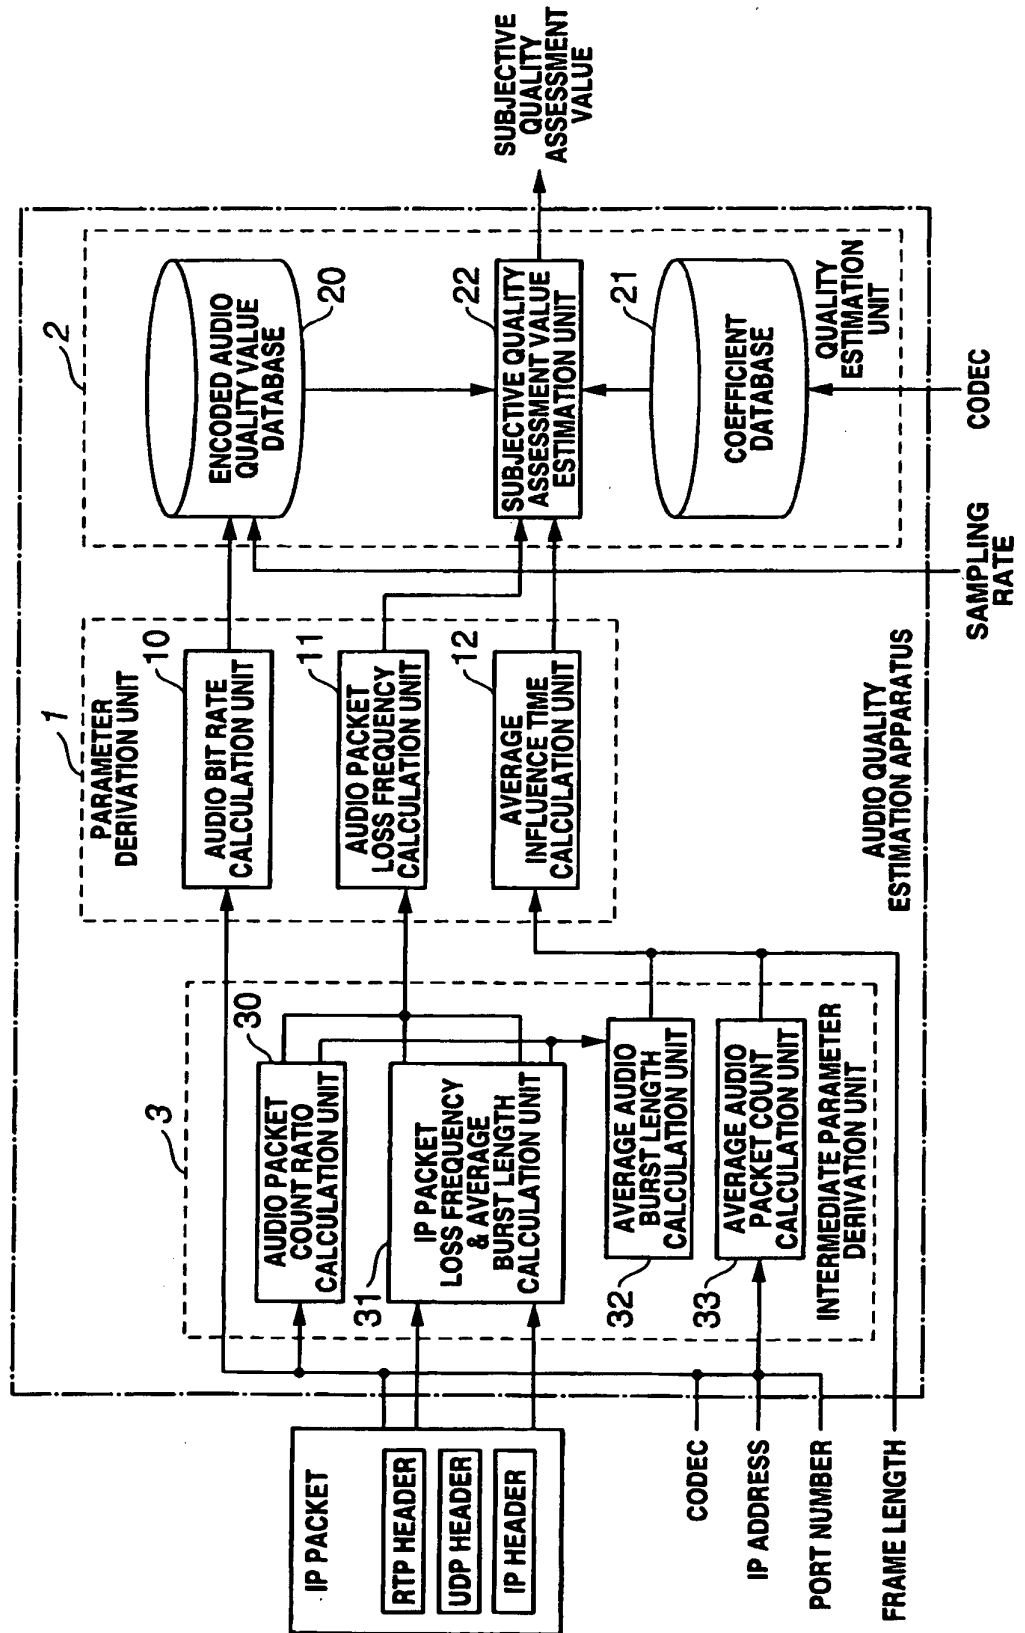 IP PACKET
RTP HEADER
UDP HEADER
IP HEADER
CODEC
IP ADDRESS
PORT NUMBER
FRAME LENGTH
3
30
AUDIO PACKET
COUNT RATIO
CALCULATION UNIT
31
IP PACKET
LOSS FREQUENCY
& AVERAGE
BURST LENGTH
CALCULATION UNIT
32
AVERAGE AUDIO
BURST LENGTH
CALCULATION UNIT
33
AVERAGE AUDIO
PACKET COUNT
CALCULATION UNIT
INTERMEDIATE PARAMETER
DERIVATION UNIT
1
PARAMETER
DERIVATION UNIT
10
AUDIO BIT RATE
CALCULATION UNIT
11
AUDIO PACKET
LOSS FREQUENCY
CALCULATION UNIT
12
AVERAGE
INFLUENCE TIME
CALCULATION UNIT
AUDIO QUALITY
ESTIMATION APPARATUS
2
ENCODED AUDIO
QUALITY VALUE
DATABASE
20
22
SUBJECTIVE QUALITY
ASSESSMENT VALUE
ESTIMATION UNIT
21
COEFFICIENT
DATABASE
QUALITY
ESTIMATION
UNIT
SAMPLING
RATE
CODEC
SUBJECTIVE
QUALITY
ASSESSMENT
VALUE